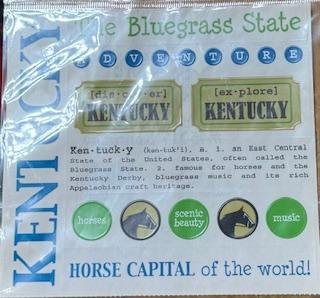 KENTUCKY
The Bluegrass State
ADVENTURE
[dis•cov•er]
KENTUCKY
[ex•plore]
KENTUCKY
Ken·tuck·y (ken-tuk'i), n. 1. an East Central
State of the United States, often called the
Bluegrass State. 2. famous for horses and the
Kentucky Derby, bluegrass music and its rich
Appalachian craft heritage.
horses
scenic
beauty
music
HORSE CAPITAL of the world!